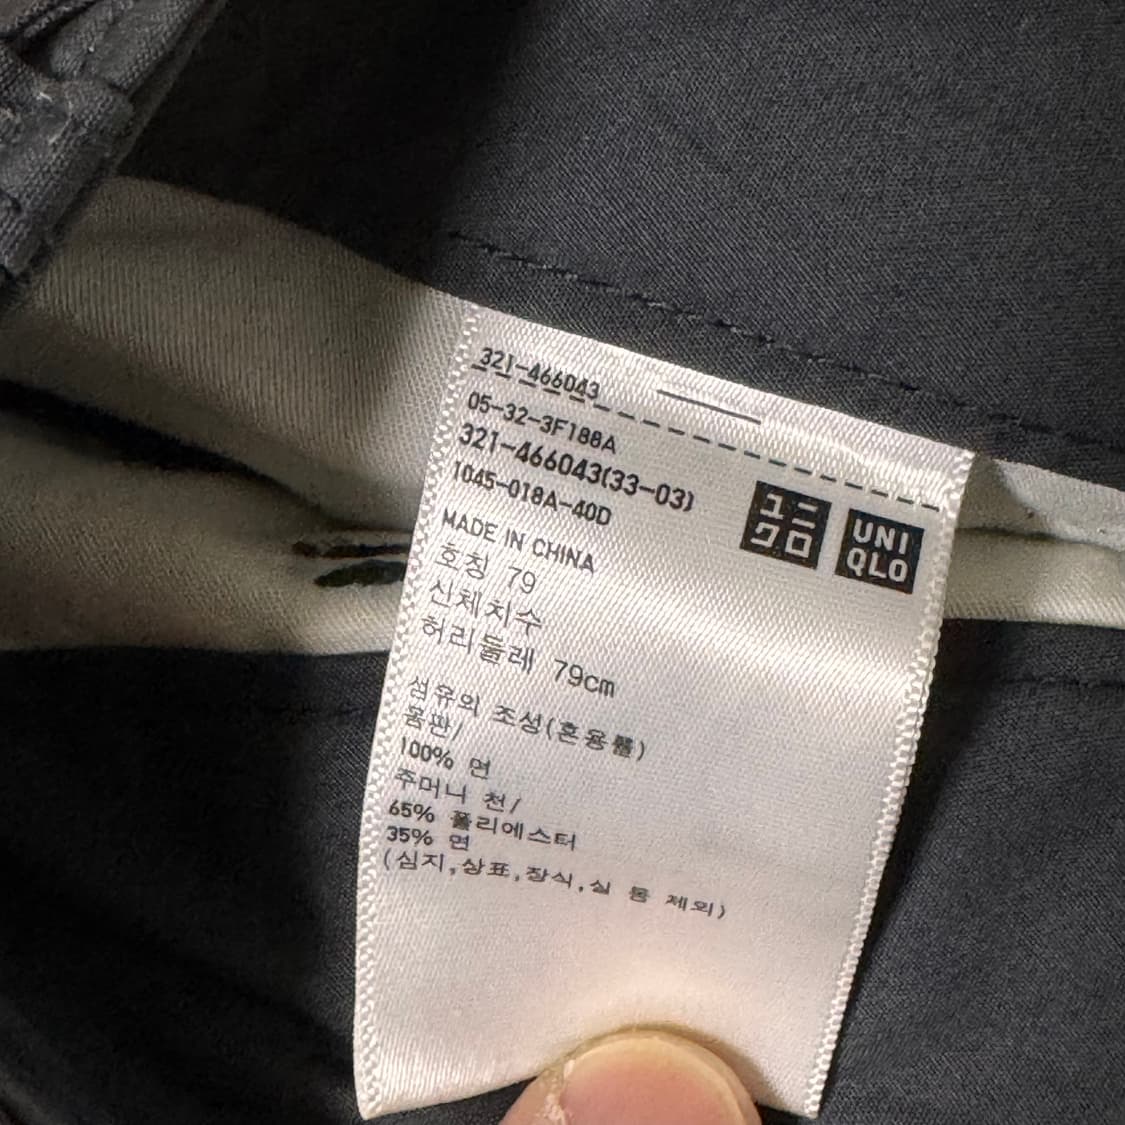 321-466043
05-32-3F188A
321-466043(33-03)
1045-018A-40D
MADE IN CHINA
ユニ
クロ
UNI
QLO
호칭 79
신체치수
허리둘레 79cm
섬유의 조성(혼용률)
몸판/
100% 면
주머니 천/
65% 폴리에스터
35% 면
(심지,상표,장식,실 등 제외)